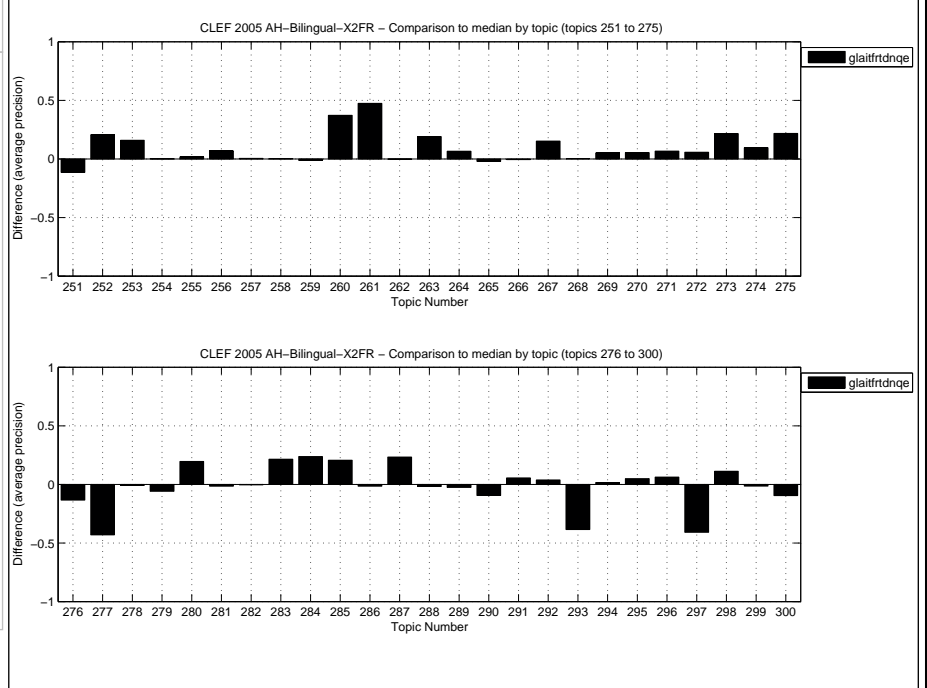 CLEF 2005 AH−Bilingual−X2FR − Comparison to median by topic (topics 251 to 275)
1
0.5
0
−0.5
−1
Difference (average precision)
glaitfrtdnqe
251 252 253 254 255 256 257 258 259 260 261 262 263 264 265 266 267 268 269 270 271 272 273 274 275
Topic Number
CLEF 2005 AH−Bilingual−X2FR − Comparison to median by topic (topics 276 to 300)
1
0.5
0
−0.5
−1
Difference (average precision)
glaitfrtdnqe
276 277 278 279 280 281 282 283 284 285 286 287 288 289 290 291 292 293 294 295 296 297 298 299 300
Topic Number